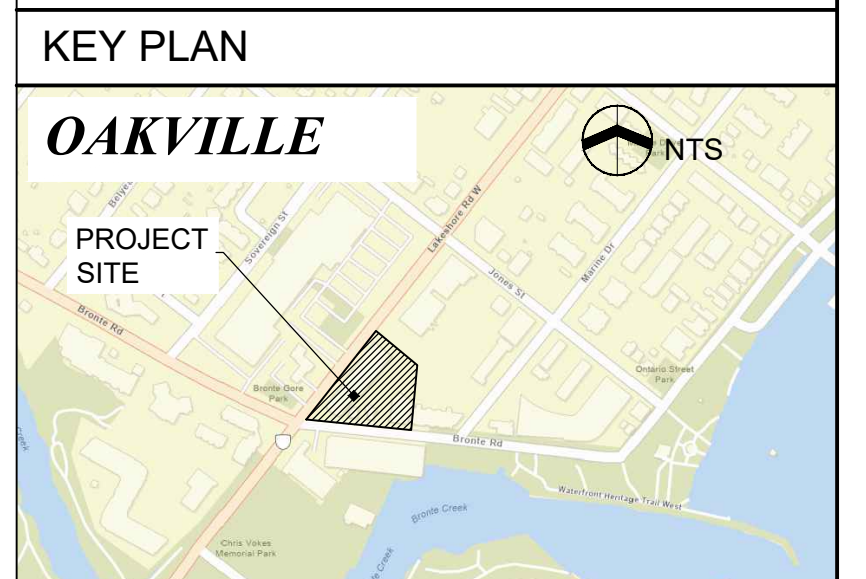 KEY PLAN
OAKVILLE
NTS
PROJECT
SITE
Sovereign St
Lakeshore Rd W
Jones St
Marine Dr
Bronte Rd
Bronte Gore
Park
Ontario Street
Park
Bronte Rd
Waterfront Heritage Trail West
Bronte Creek
Chris Vokes
Memorial Park
Creek
Creek